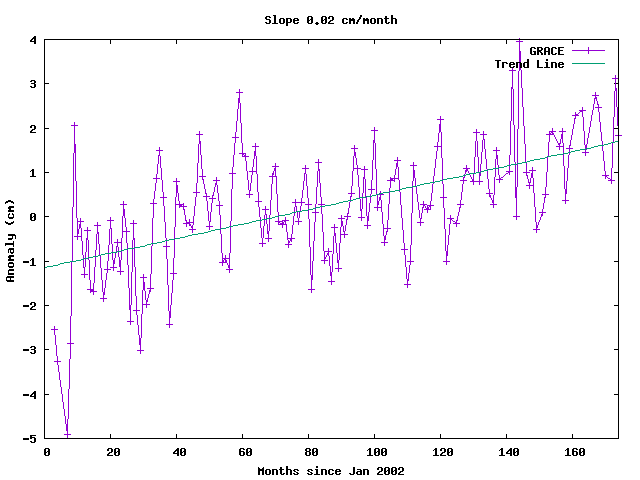 Slope 0.02 cm/month
GRACE
Trend Line
4
3
2
1
0
-1
-2
-3
-4
-5
Anomaly (cm)
0 20 40 60 80 100 120 140 160
Months since Jan 2002